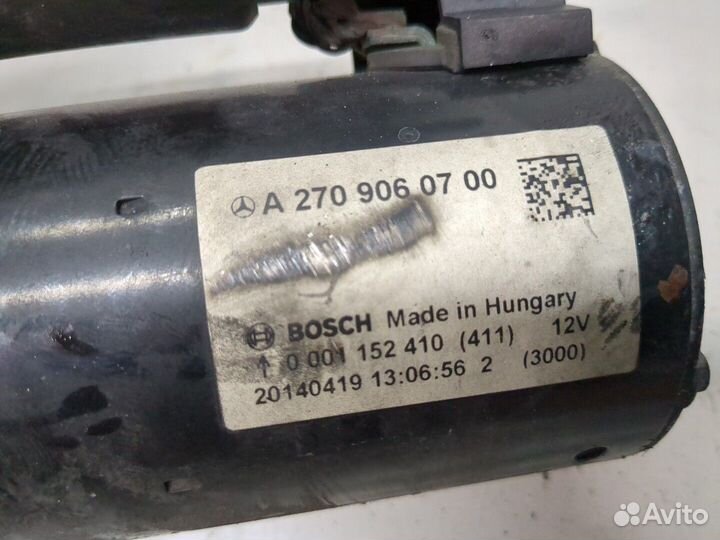 A 270 906 07 00
BOSCH Made in Hungary
↑ 0 001 152 410 (411) 12V
20140419 13:06:56 2 (3000)
Avito